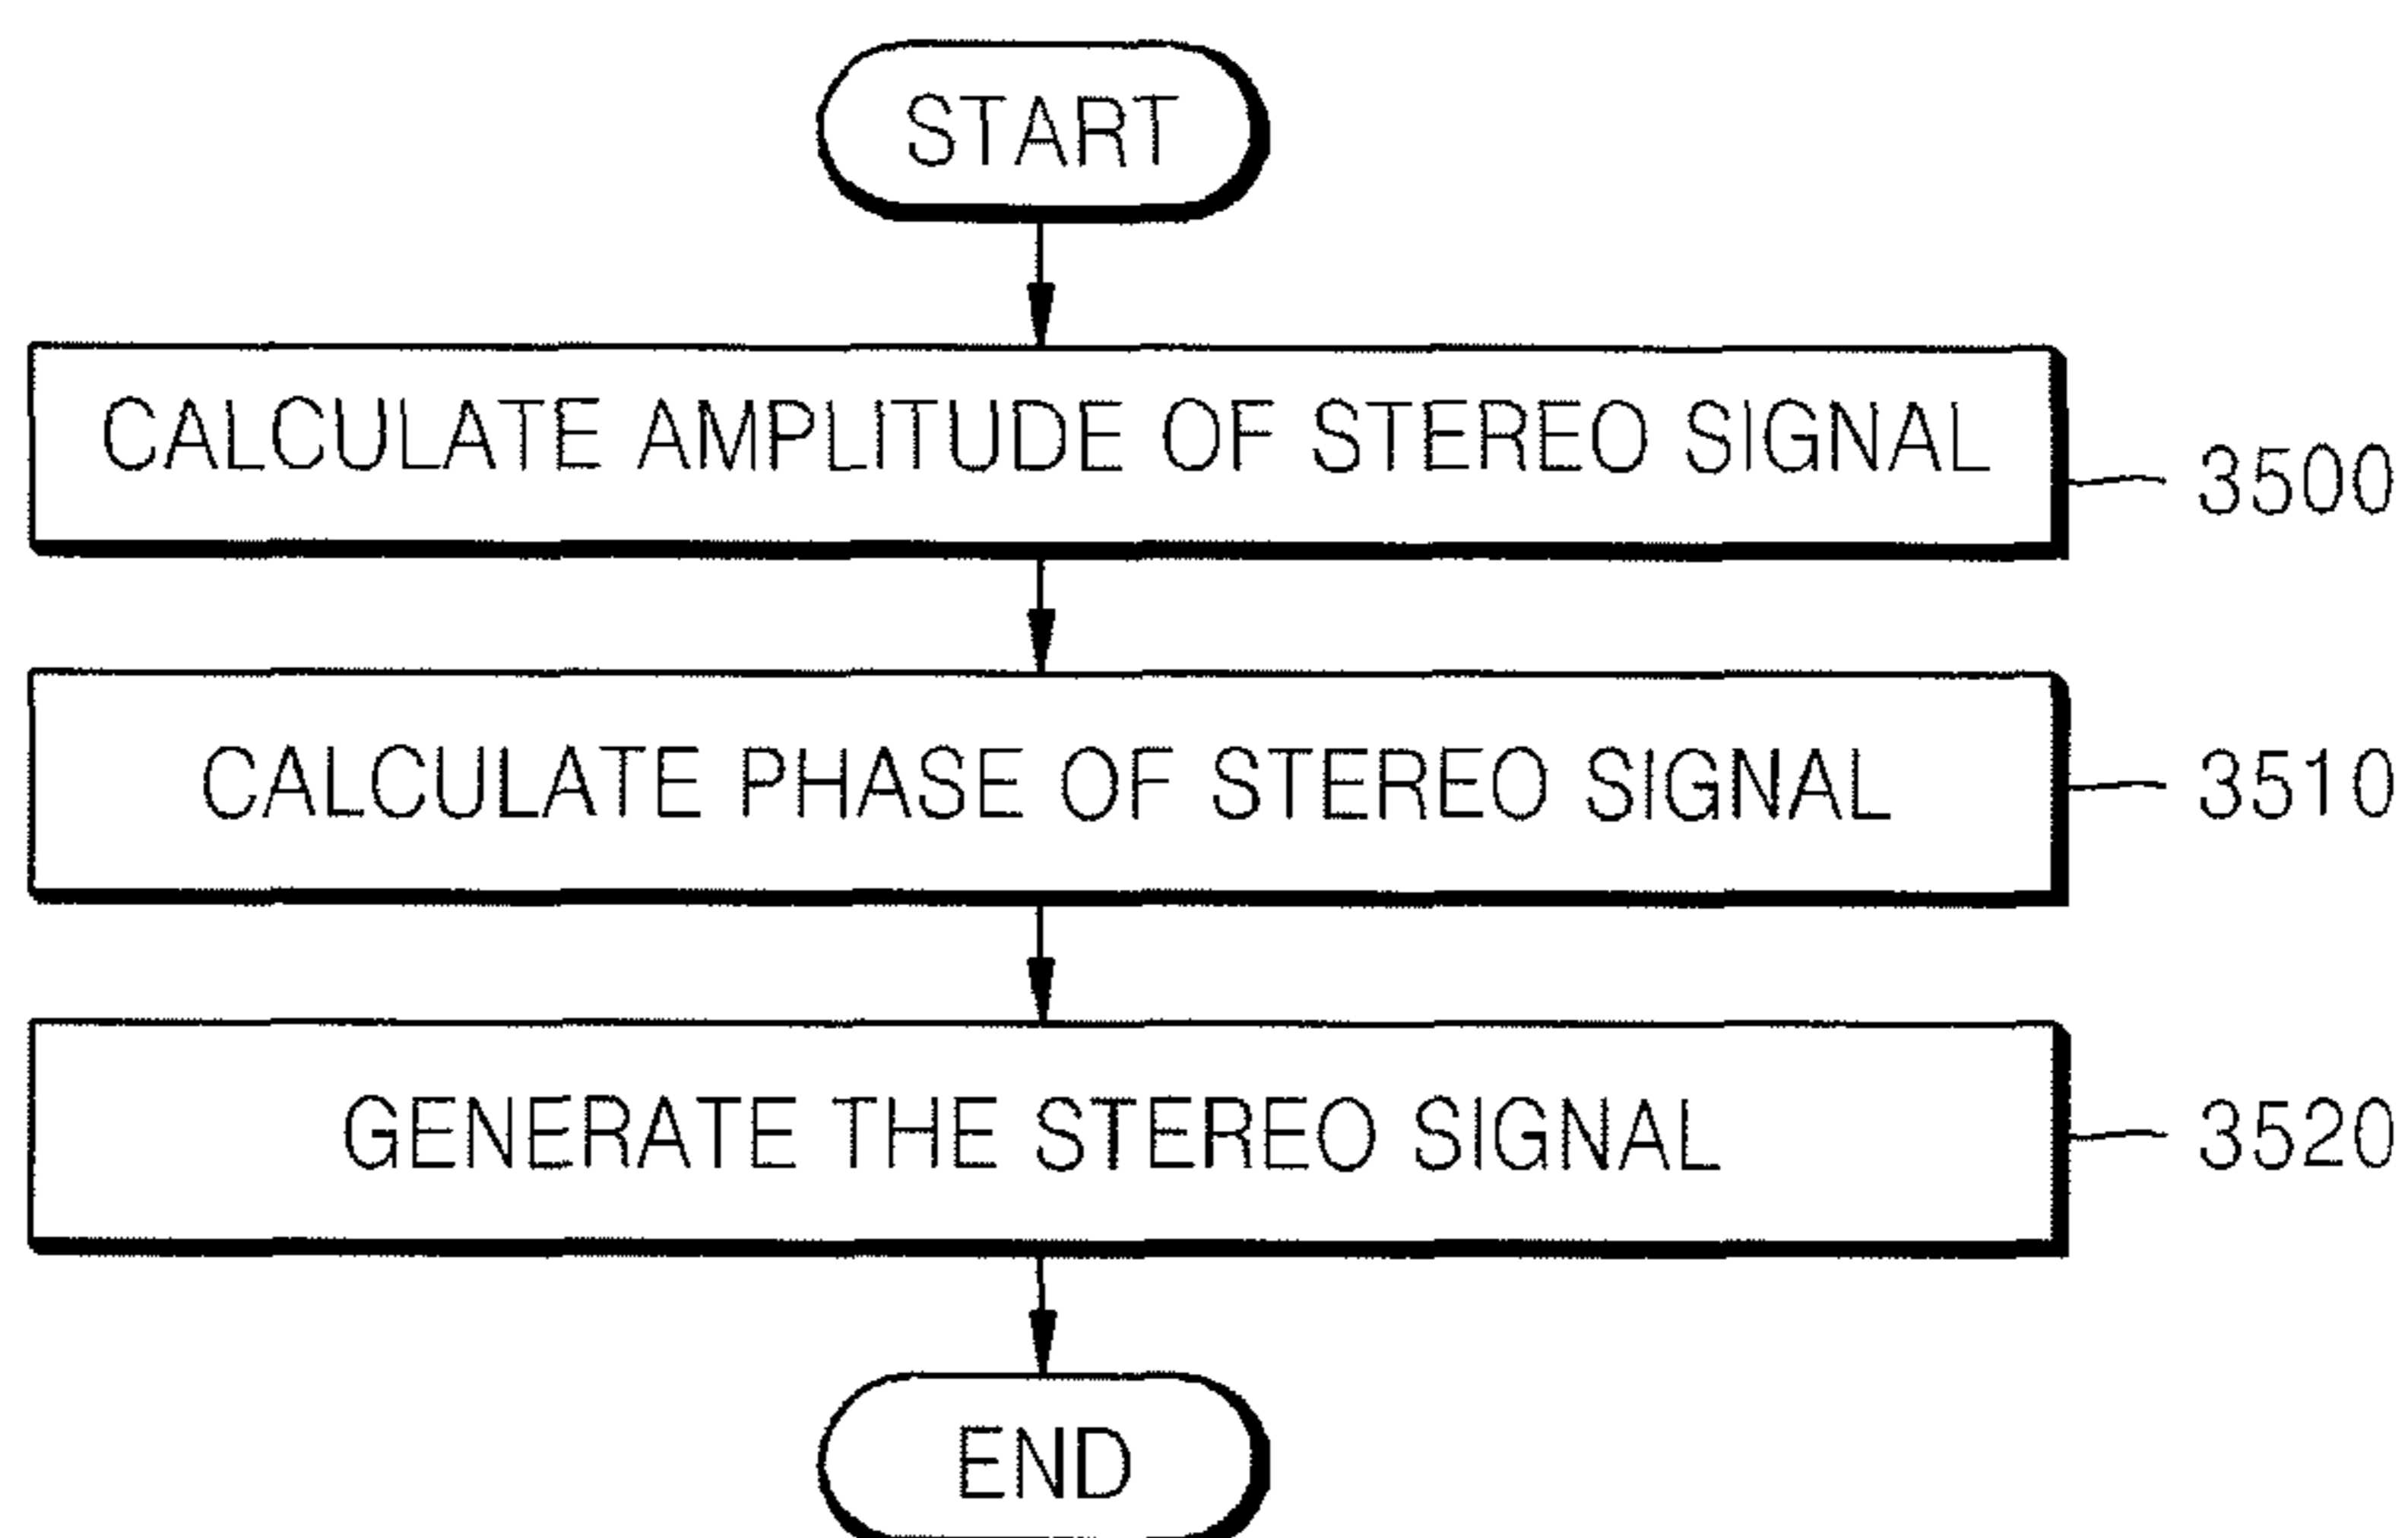 START
CALCULATE AMPLITUDE OF STEREO SIGNAL
3500
CALCULATE PHASE OF STEREO SIGNAL
3510
GENERATE THE STEREO SIGNAL
3520
END